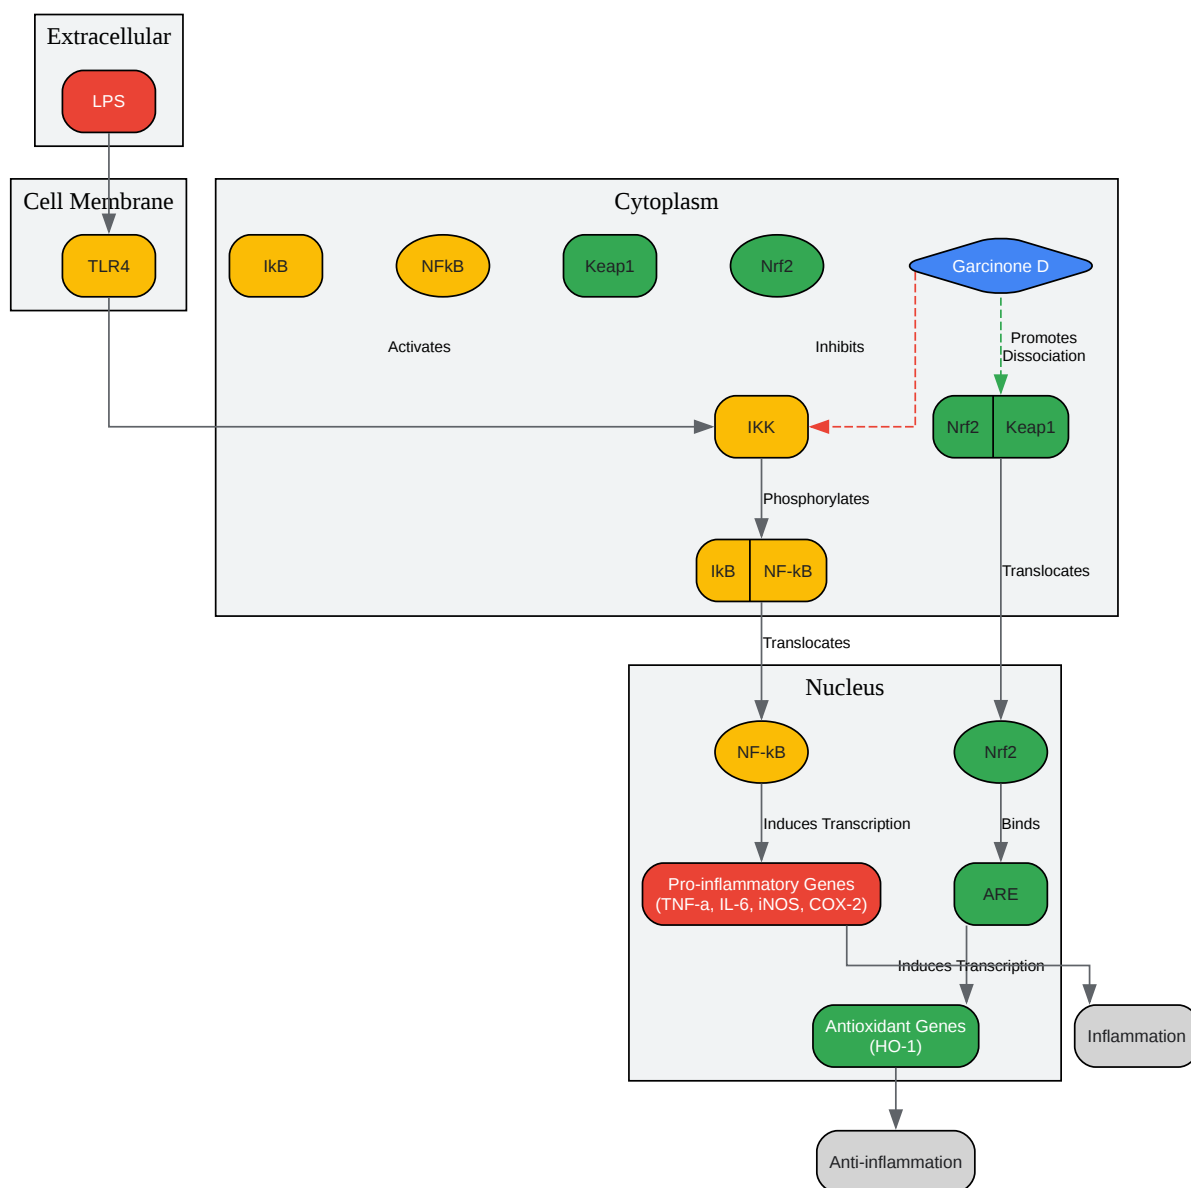 Extracellular
LPS
Cell Membrane
TLR4
Cytoplasm
IkB
NFkB
Keap1
Nrf2
Garcinone D
Activates
Inhibits
Promotes
Dissociation
IKK
Nrf2
Keap1
Phosphorylates
IkB
NF-kB
Translocates
Translocates
Nucleus
NF-kB
Nrf2
Induces Transcription
Binds
Pro-inflammatory Genes
(TNF-a, IL-6, iNOS, COX-2)
ARE
Induces Transcription
Antioxidant Genes
(HO-1)
Inflammation
Anti-inflammation